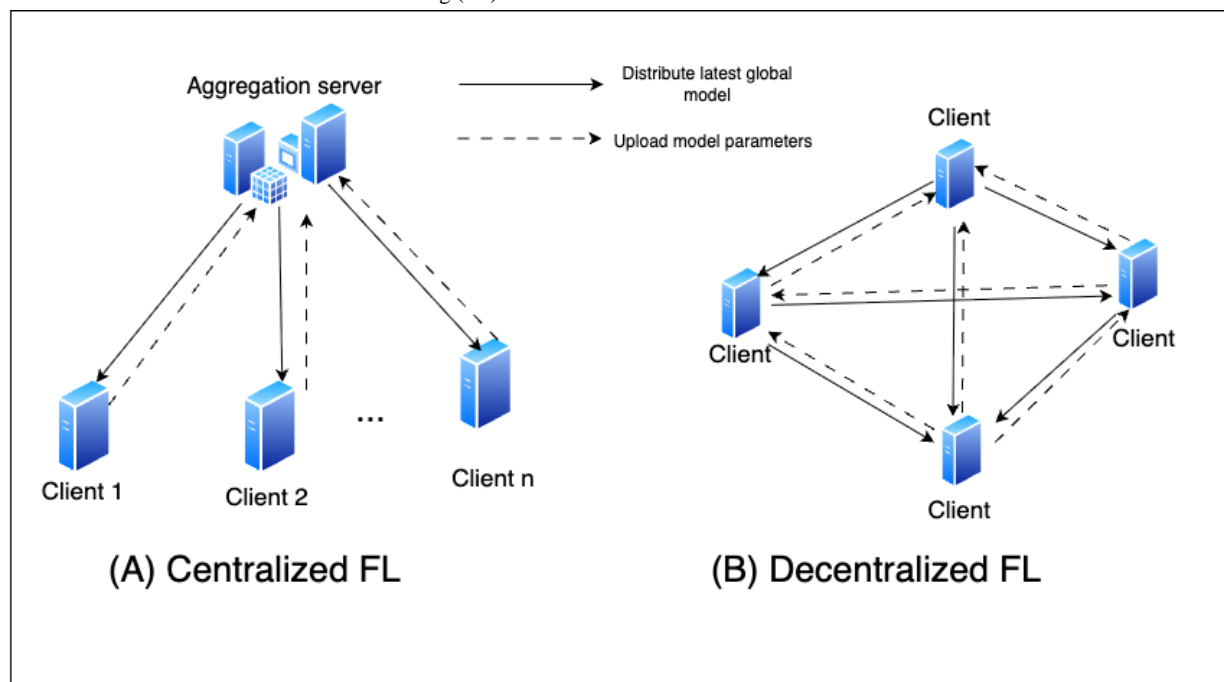 Aggregation server
Distribute latest global
model
Upload model parameters
Client 1
Client 2
...
Client n
(A) Centralized FL
Client
Client
Client
Client
(B) Decentralized FL